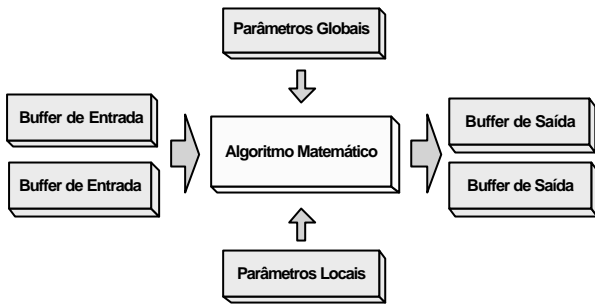 Parâmetros Globais
Buffer de Entrada
Buffer de Entrada
Algoritmo Matemático
Buffer de Saída
Buffer de Saída
Parâmetros Locais